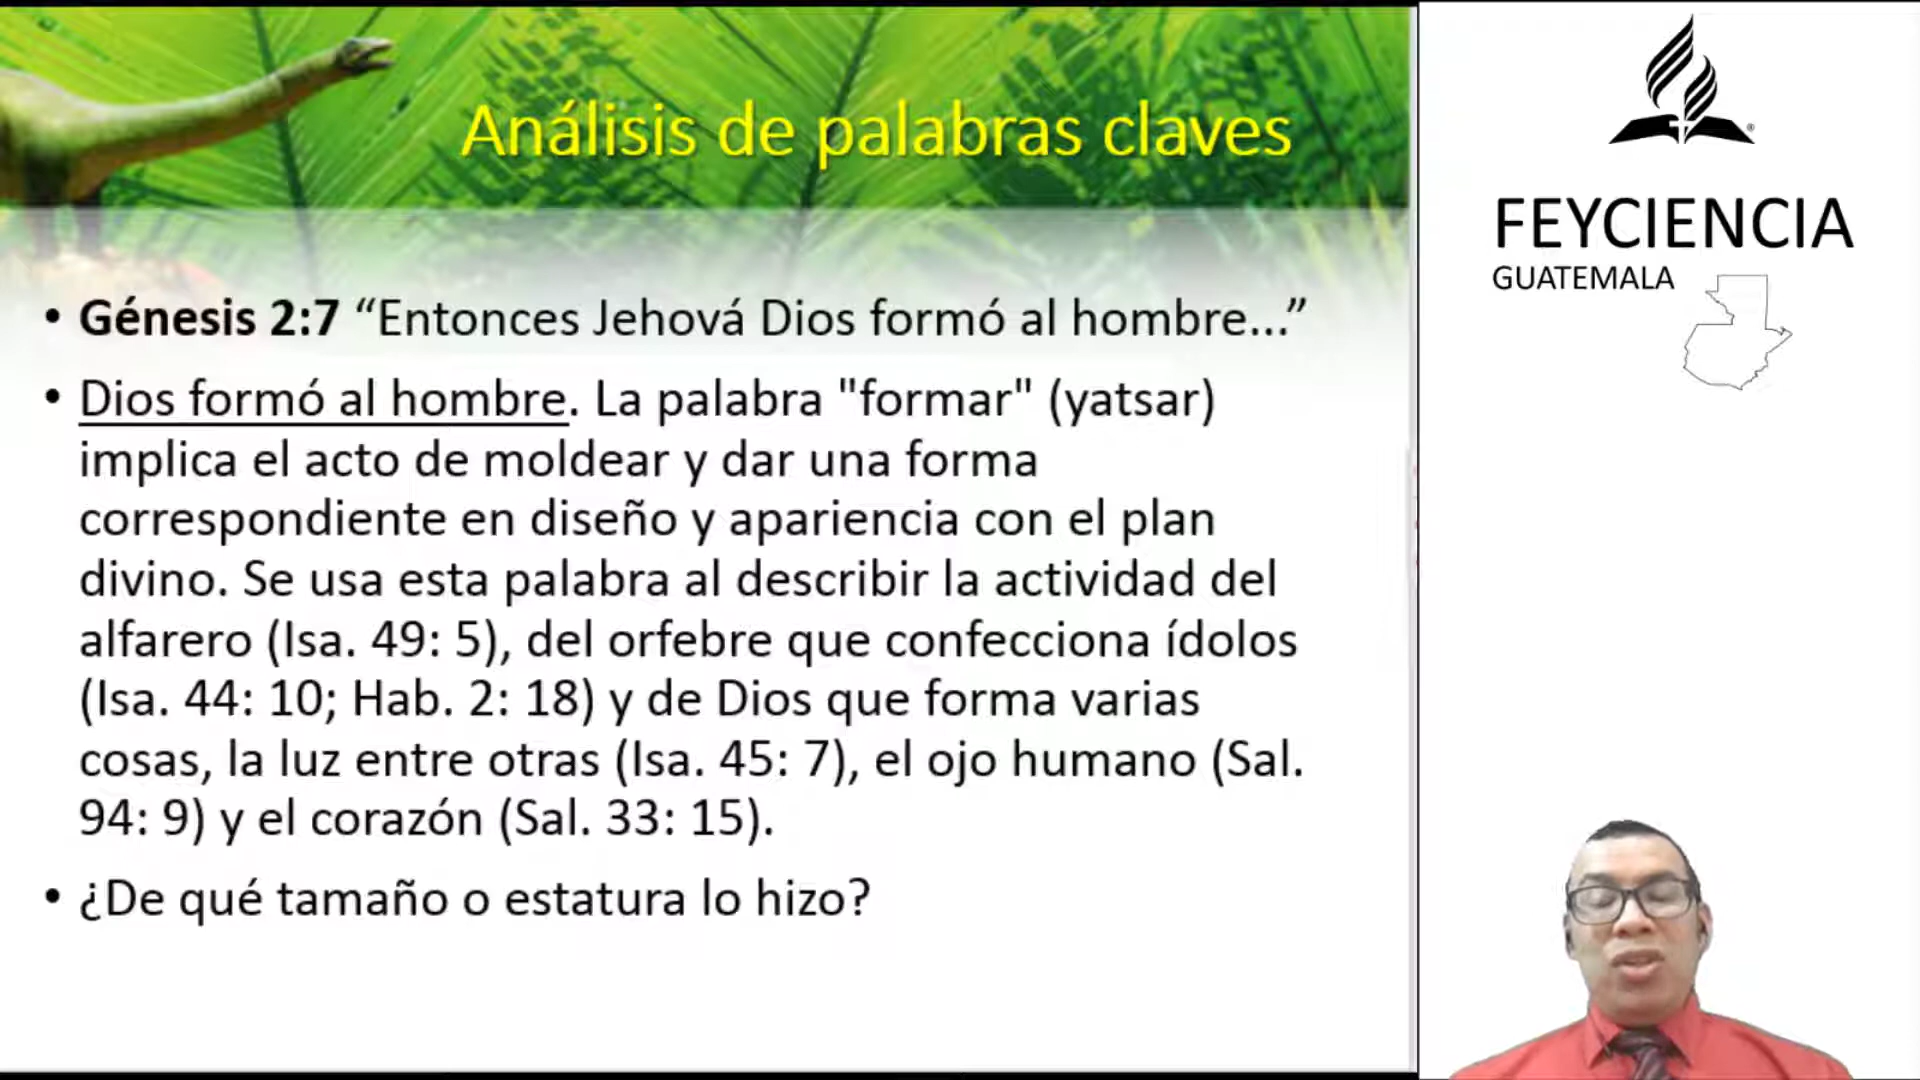 Análisis de palabras claves
• Génesis 2:7 “Entonces Jehová Dios formó al hombre...”
• Dios formó al hombre. La palabra "formar" (yatsar)
implica el acto de moldear y dar una forma
correspondiente en diseño y apariencia con el plan
divino. Se usa esta palabra al describir la actividad del
alfarero (Isa. 49: 5), del orfebre que confecciona ídolos
(Isa. 44: 10; Hab. 2: 18) y de Dios que forma varias
cosas, la luz entre otras (Isa. 45: 7), el ojo humano (Sal.
94: 9) y el corazón (Sal. 33: 15).
• ¿De qué tamaño o estatura lo hizo?
®
FEYCIENCIA
GUATEMALA